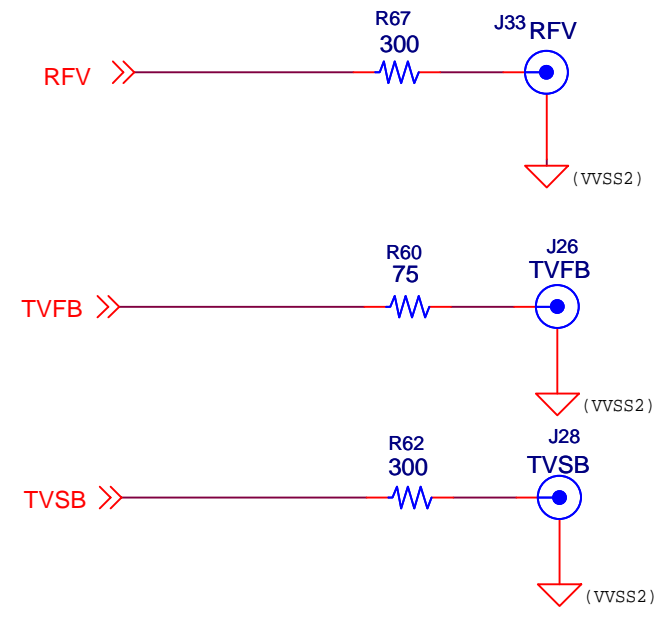 R67
300
J33
RFV
RFV
(VVSS2)
R60
75
J26
TVFB
TVFB
(VVSS2)
R62
300
J28
TVSB
TVSB
(VVSS2)